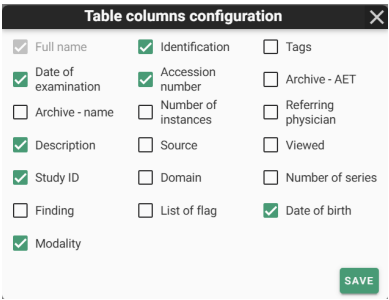 Table columns configuration
Full name
Identification
Tags
Date of
examination
Accession
number
Archive - AET
Archive - name
Number of
instances
Referring
physician
Description
Source
Viewed
Study ID
Domain
Number of series
Finding
List of flag
Date of birth
Modality
SAVE